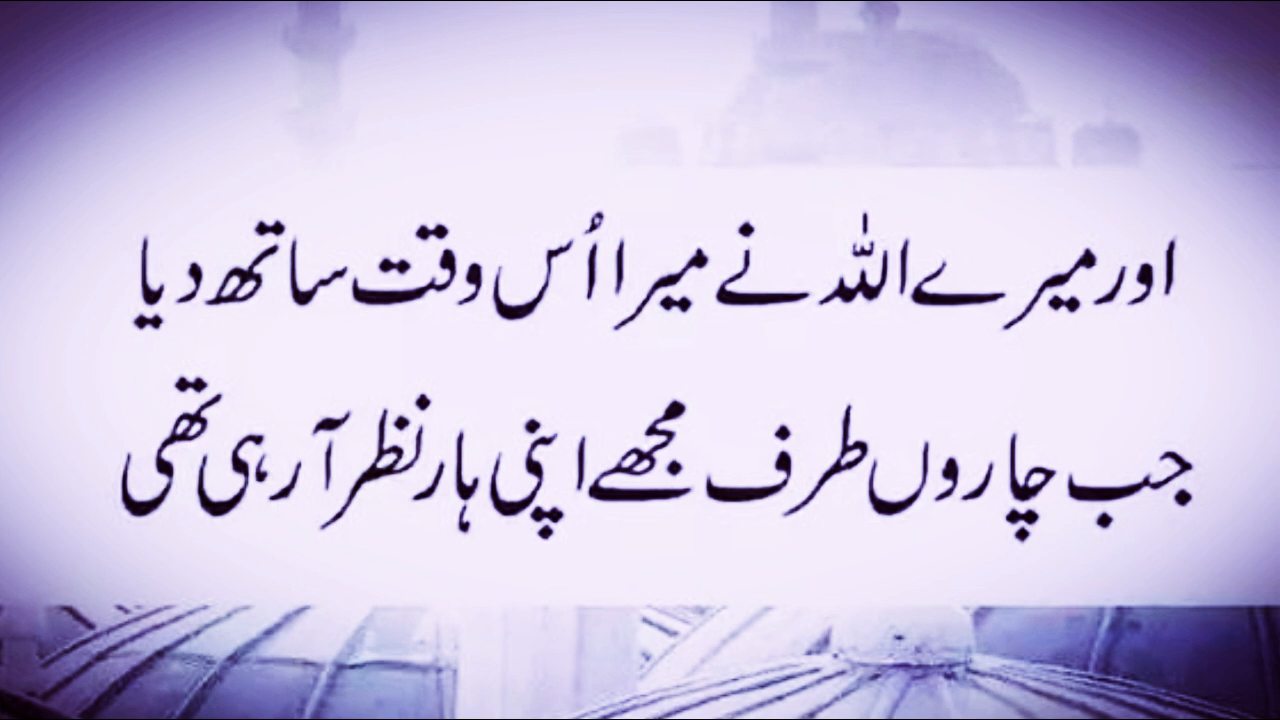 اور میرے اللہ نے میرا اُس وقت ساتھ دیا
جب چاروں طرف مجھے اپنی ہار نظر آ رہی تھی